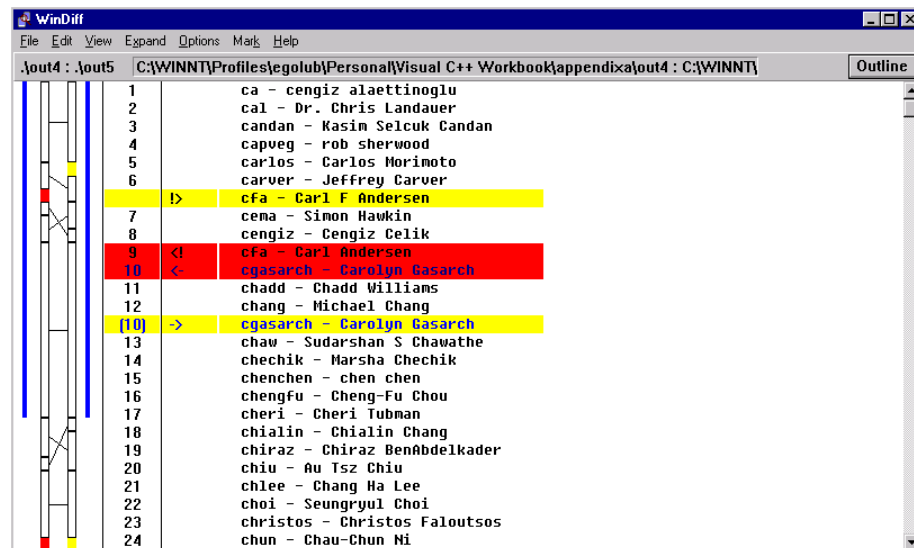 WinDiff
File Edit View Expand Options Mark Help
.\out4 : .\out5 C:\WINNT\Profiles\egolub\Personal\Visual C++ Workbook\appendixa\out4 : C:\WINNT\ Outline
1 ca - cengiz alaettinoglu
2 cal - Dr. Chris Landauer
3 candan - Kasim Selcuk Candan
4 capveg - rob sherwood
5 carlos - Carlos Morimoto
6 carver - Jeffrey Carver
!> cfa - Carl F Andersen
7 cema - Simon Hawkin
8 cengiz - Cengiz Celik
9 <! cfa - Carl Andersen
10 <- cgasarch - Carolyn Gasarch
11 chadd - Chadd Williams
12 chang - Michael Chang
(10) -> cgasarch - Carolyn Gasarch
13 chaw - Sudarshan S Chawathe
14 chechik - Marsha Chechik
15 chenchen - chen chen
16 chengfu - Cheng-Fu Chou
17 cheri - Cheri Tubman
18 chialin - Chialin Chang
19 chiraz - Chiraz BenAbdelkader
20 chiu - Au Tsz Chiu
21 chlee - Chang Ha Lee
22 choi - Seungryul Choi
23 christos - Christos Faloutsos
24 chun - Chau-Chun Ni